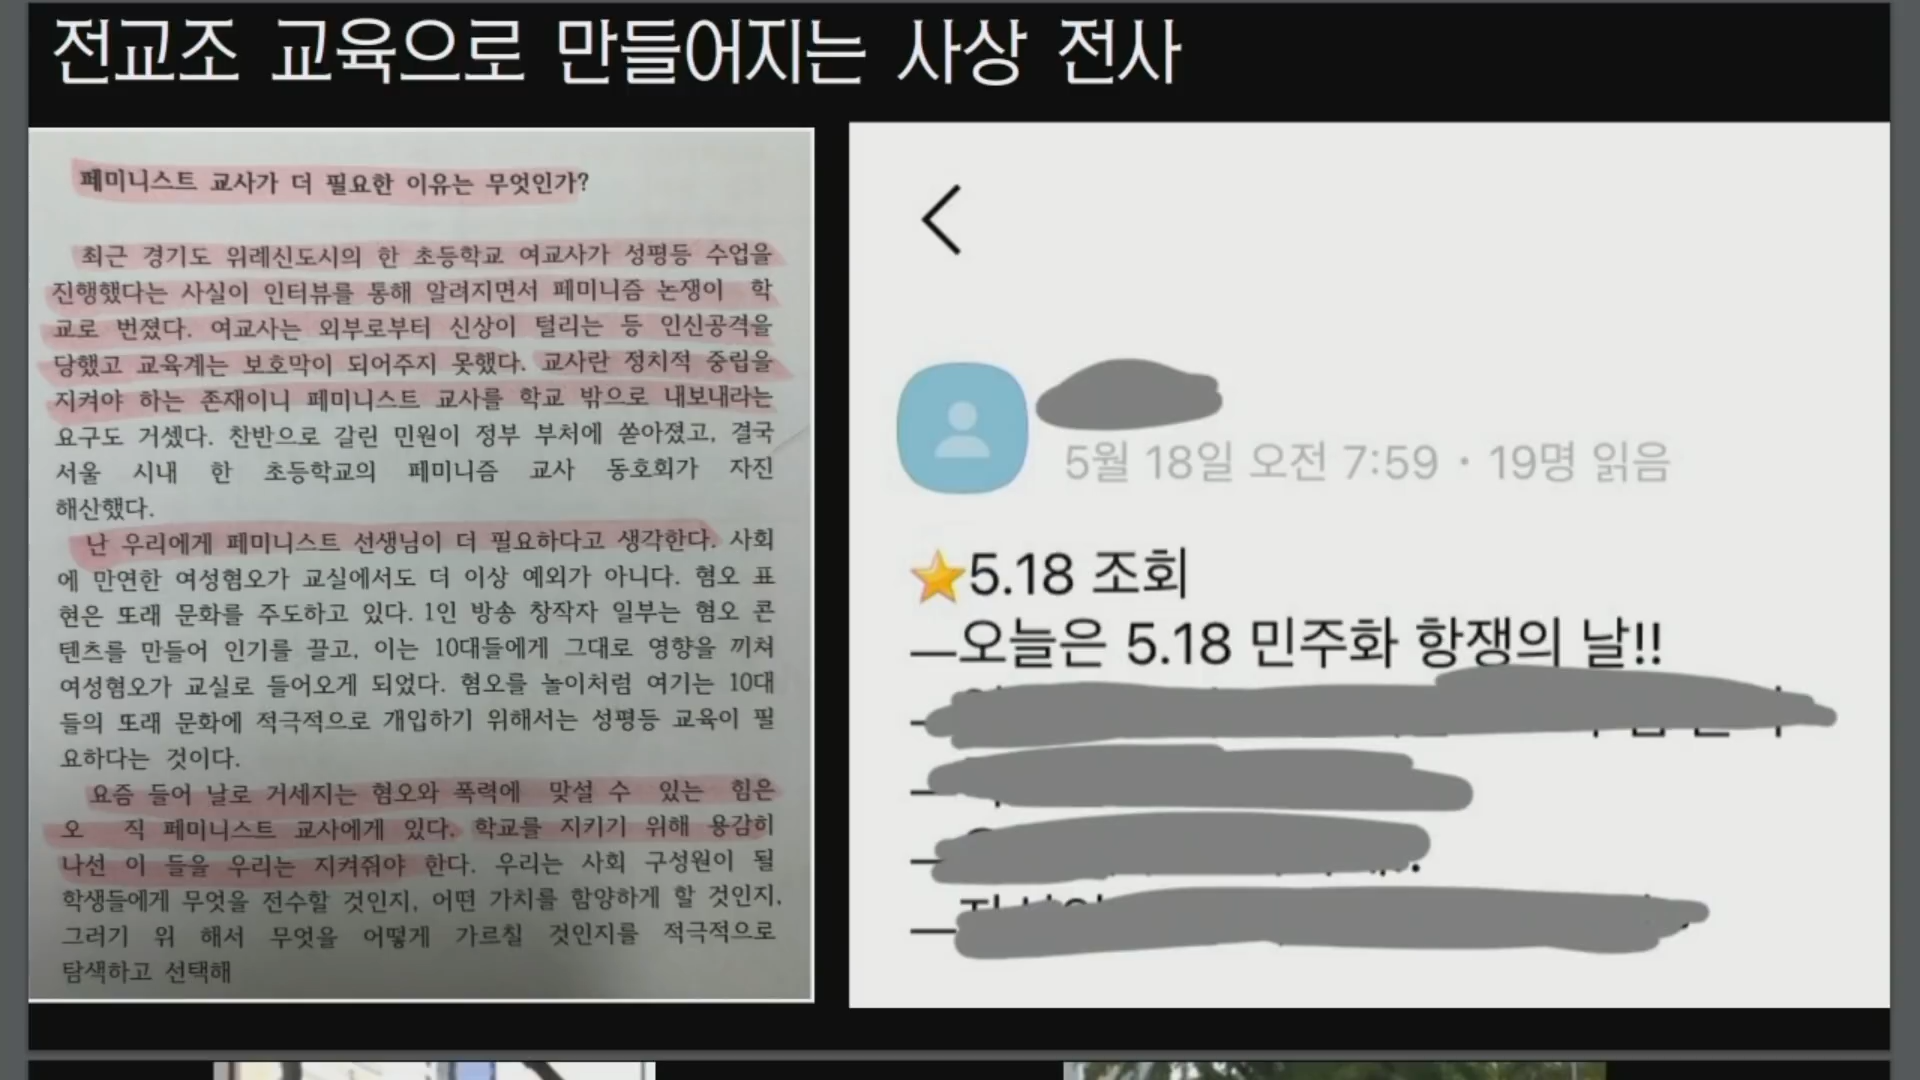 전교조 교육으로 만들어지는 사상 전사
페미니스트 교사가 더 필요한 이유는 무엇인가?
최근 경기도 위례신도시의 한 초등학교 여교사가 성평등 수업을
진행했다는 사실이 인터뷰를 통해 알려지면서 페미니즘 논쟁이 학
교로 번졌다. 여교사는 외부로부터 신상이 털리는 등 인신공격을
당했고 교육계는 보호막이 되어주지 못했다. 교사란 정치적 중립을
지켜야 하는 존재이니 페미니스트 교사를 학교 밖으로 내보내라는
요구도 거셌다. 찬반으로 갈린 민원이 정부 부처에 쏟아졌고, 결국
서울 시내 한 초등학교의 페미니즘 교사 동호회가 자진
해산했다.
난 우리에게 페미니스트 선생님이 더 필요하다고 생각한다. 사회
에 만연한 여성혐오가 교실에서도 더 이상 예외가 아니다. 혐오 표
현은 또래 문화를 주도하고 있다. 1인 방송 창작자 일부는 혐오 콘
텐츠를 만들어 인기를 끌고, 이는 10대들에게 그대로 영향을 끼쳐
여성혐오가 교실로 들어오게 되었다. 혐오를 놀이처럼 여기는 10대
들의 또래 문화에 적극적으로 개입하기 위해서는 성평등 교육이 필
요하다는 것이다.
요즘 들어 날로 거세지는 혐오와 폭력에 맞설 수 있는 힘은
오 직 페미니스트 교사에게 있다. 학교를 지키기 위해 용감히
나선 이 들을 우리는 지켜줘야 한다. 우리는 사회 구성원이 될
학생들에게 무엇을 전수할 것인지, 어떤 가치를 함양하게 할 것인지,
그러기 위 해서 무엇을 어떻게 가르칠 것인지를 적극적으로
탐색하고 선택해
5월 18일 오전 7:59 · 19명 읽음
⭐5.18 조회
—오늘은 5.18 민주화 항쟁의 날!!